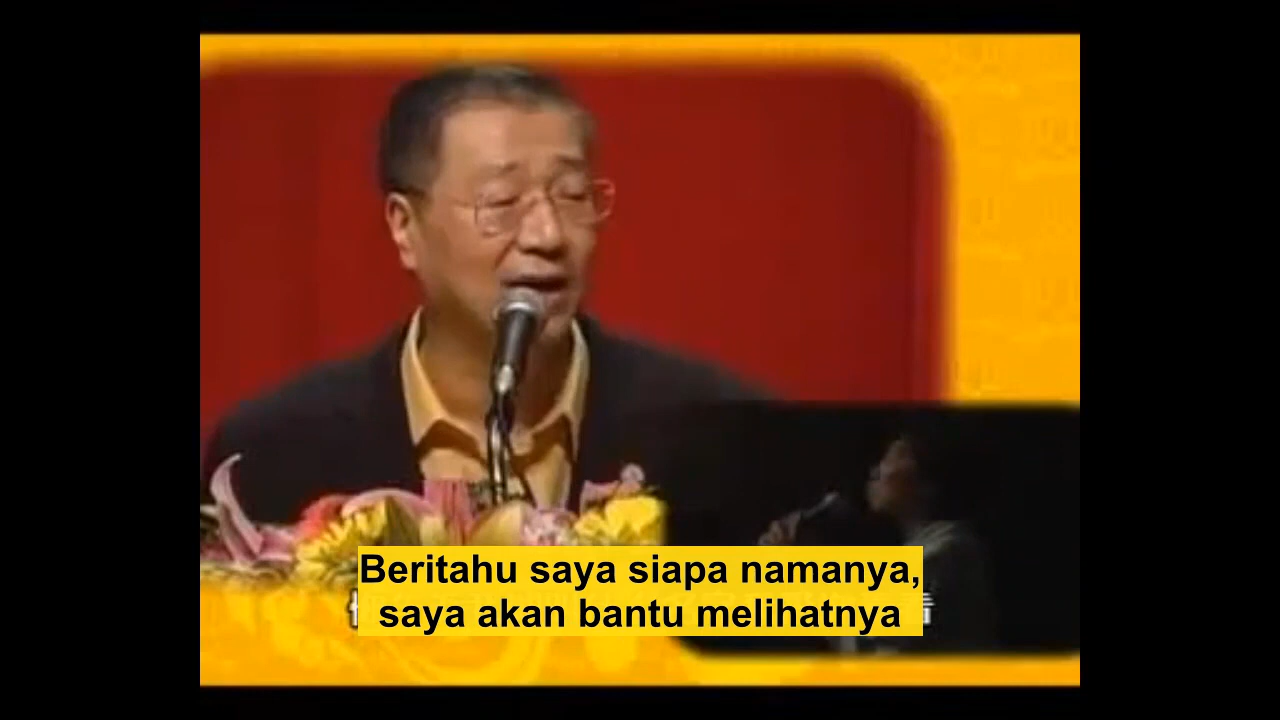 Beritahu saya siapa namanya,
saya akan bantu melihatnya